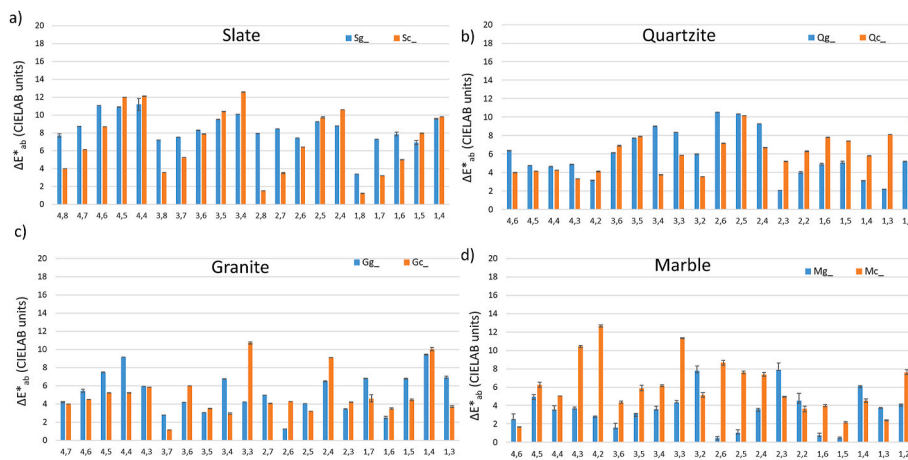 a)
Slate
Sg_ Sc_
ΔE*ab (CIELAB units)
20
18
16
14
12
10
8
6
4
2
0
4,8 4,7 4,6 4,5 4,4 3,8 3,7 3,6 3,5 3,4 2,8 2,7 2,6 2,5 2,4 1,8 1,7 1,6 1,5 1,4
b)
Quartzite
Qg_ Qc_
ΔE*ab (CIELAB units)
20
18
16
14
12
10
8
6
4
2
0
4,6 4,5 4,4 4,3 4,2 3,6 3,5 3,4 3,3 3,2 2,6 2,5 2,4 2,3 2,2 1,6 1,5 1,4 1,3 1,
c)
Granite
Gg_ Gc_
ΔE*ab (CIELAB units)
20
18
16
14
12
10
8
6
4
2
0
4,7 4,6 4,5 4,4 4,3 3,7 3,6 3,5 3,4 3,3 2,7 2,6 2,5 2,4 2,3 1,7 1,6 1,5 1,4 1,3
d)
Marble
Mg_ Mc_
ΔE*ab (CIELAB units)
20
18
16
14
12
10
8
6
4
2
0
4,6 4,5 4,4 4,3 4,2 3,6 3,5 3,4 3,3 3,2 2,6 2,5 2,4 2,3 2,2 1,6 1,5 1,4 1,3 1,2